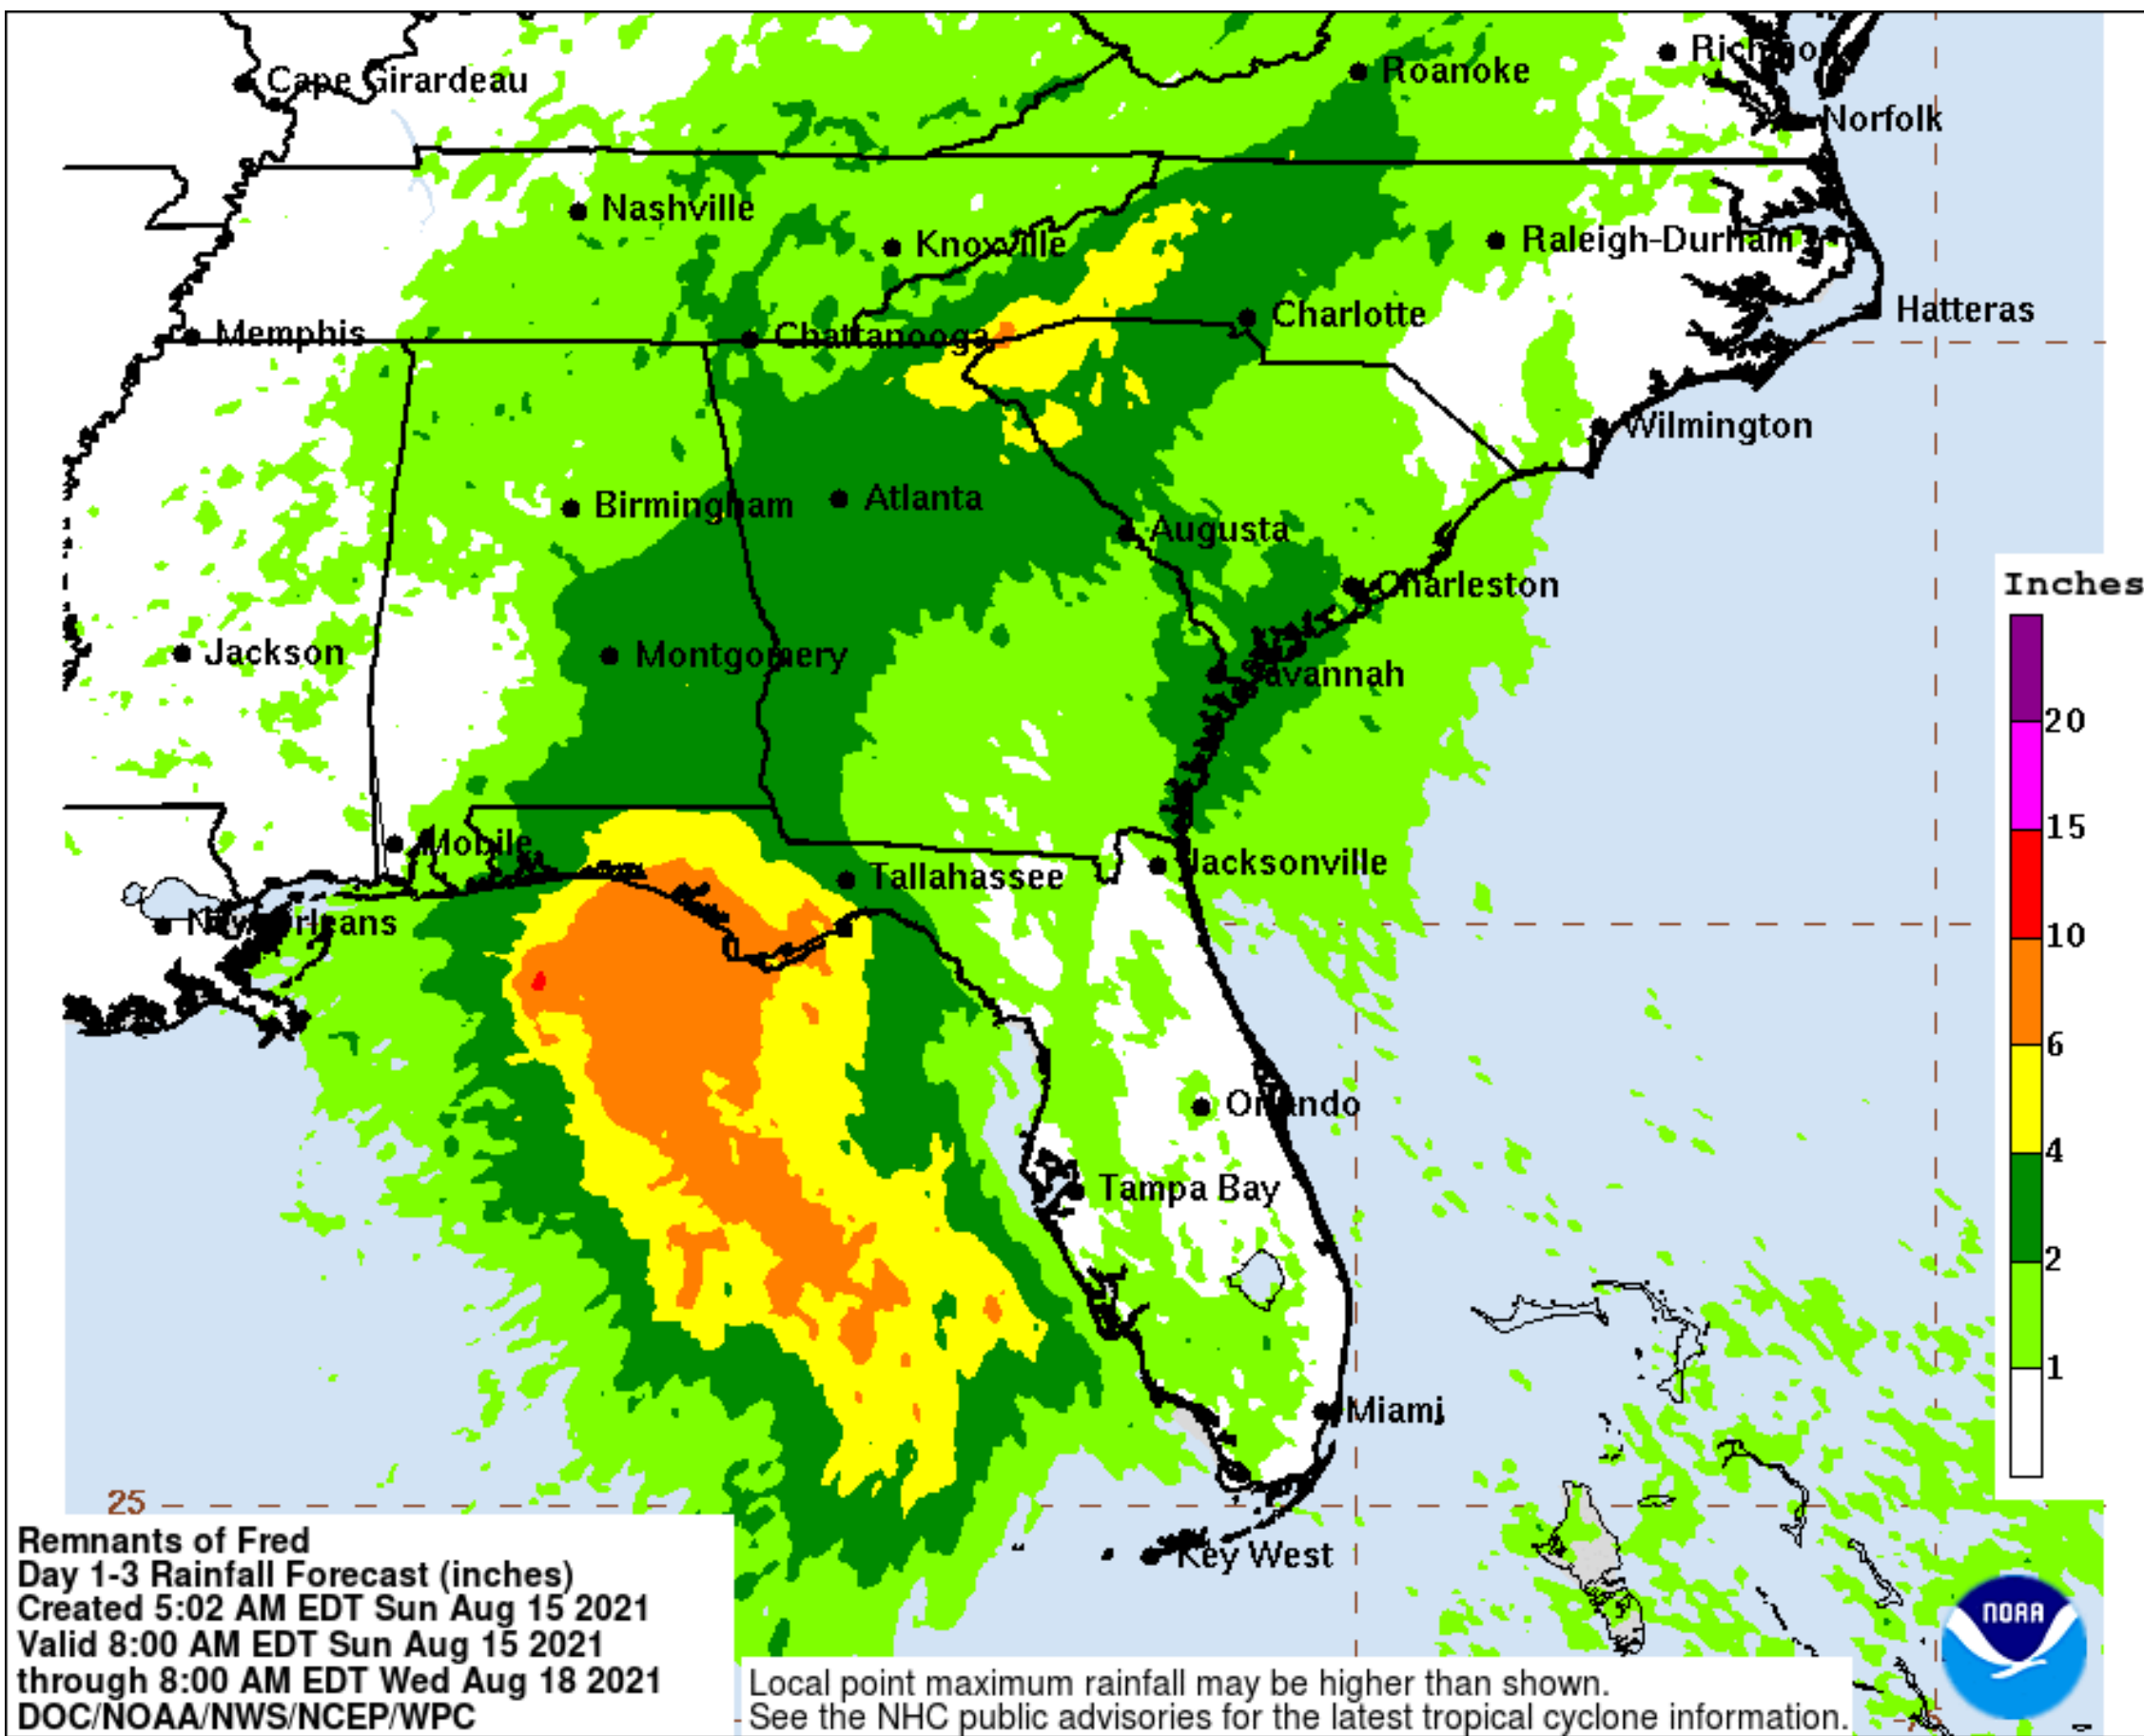 Cape Girardeau
Roanoke
Norfolk
Nashville
Knoxville
Raleigh-Durham
Hatteras
Charlotte
Memphis
Chattanooga
Wilmington
Birmingham
Atlanta
Augusta
Charleston
Inches
Jackson
Montgomery
Savannah
20
15
Mobile
Jacksonville
Tallahassee
New Orleans
10
6
Orlando
4
Tampa Bay
2
1
Miami
25
Key West
Remnants of Fred
Day 1-3 Rainfall Forecast (inches)
Created 5:02 AM EDT Sun Aug 15 2021
Valid 8:00 AM EDT Sun Aug 15 2021
through 8:00 AM EDT Wed Aug 18 2021
DOC/NOAA/NWS/NCEP/WPC
NOAA
Local point maximum rainfall may be higher than shown.
See the NHC public advisories for the latest tropical cyclone information.